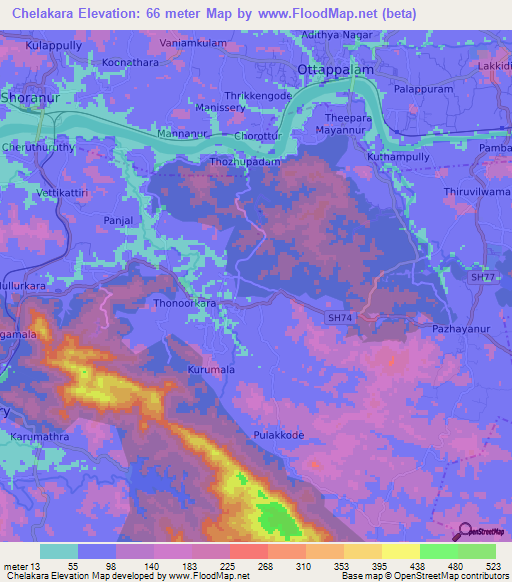 Chelakara Elevation: 66 meter Map by www.FloodMap.net (beta)
Adithya Nagar
Vaniamkulam
Kulappully
Kocnathara
Lakkidi
Ottappalam
Palappuram
Thrikkengode
Shoranur
Manissery
Theepara
Mayannur
Mannanur
Chorottur
Cheruthuruthy
Pamba
Kuthampully
Thozhupadam
Vettikattiri
Thiruvilwama
Panjal
SH77
Mullurkara
Thonoorkara
SH74
Pazhayanur
gamala
Kurumala
ry
Karumathra
Pulakkode
OpenStreetMap
meter 13 55 98 140 183 225 268 310 353 395 438 480 523
Chelakara Elevation Map developed by www.FloodMap.net
Base map © OpenStreetMap contributors